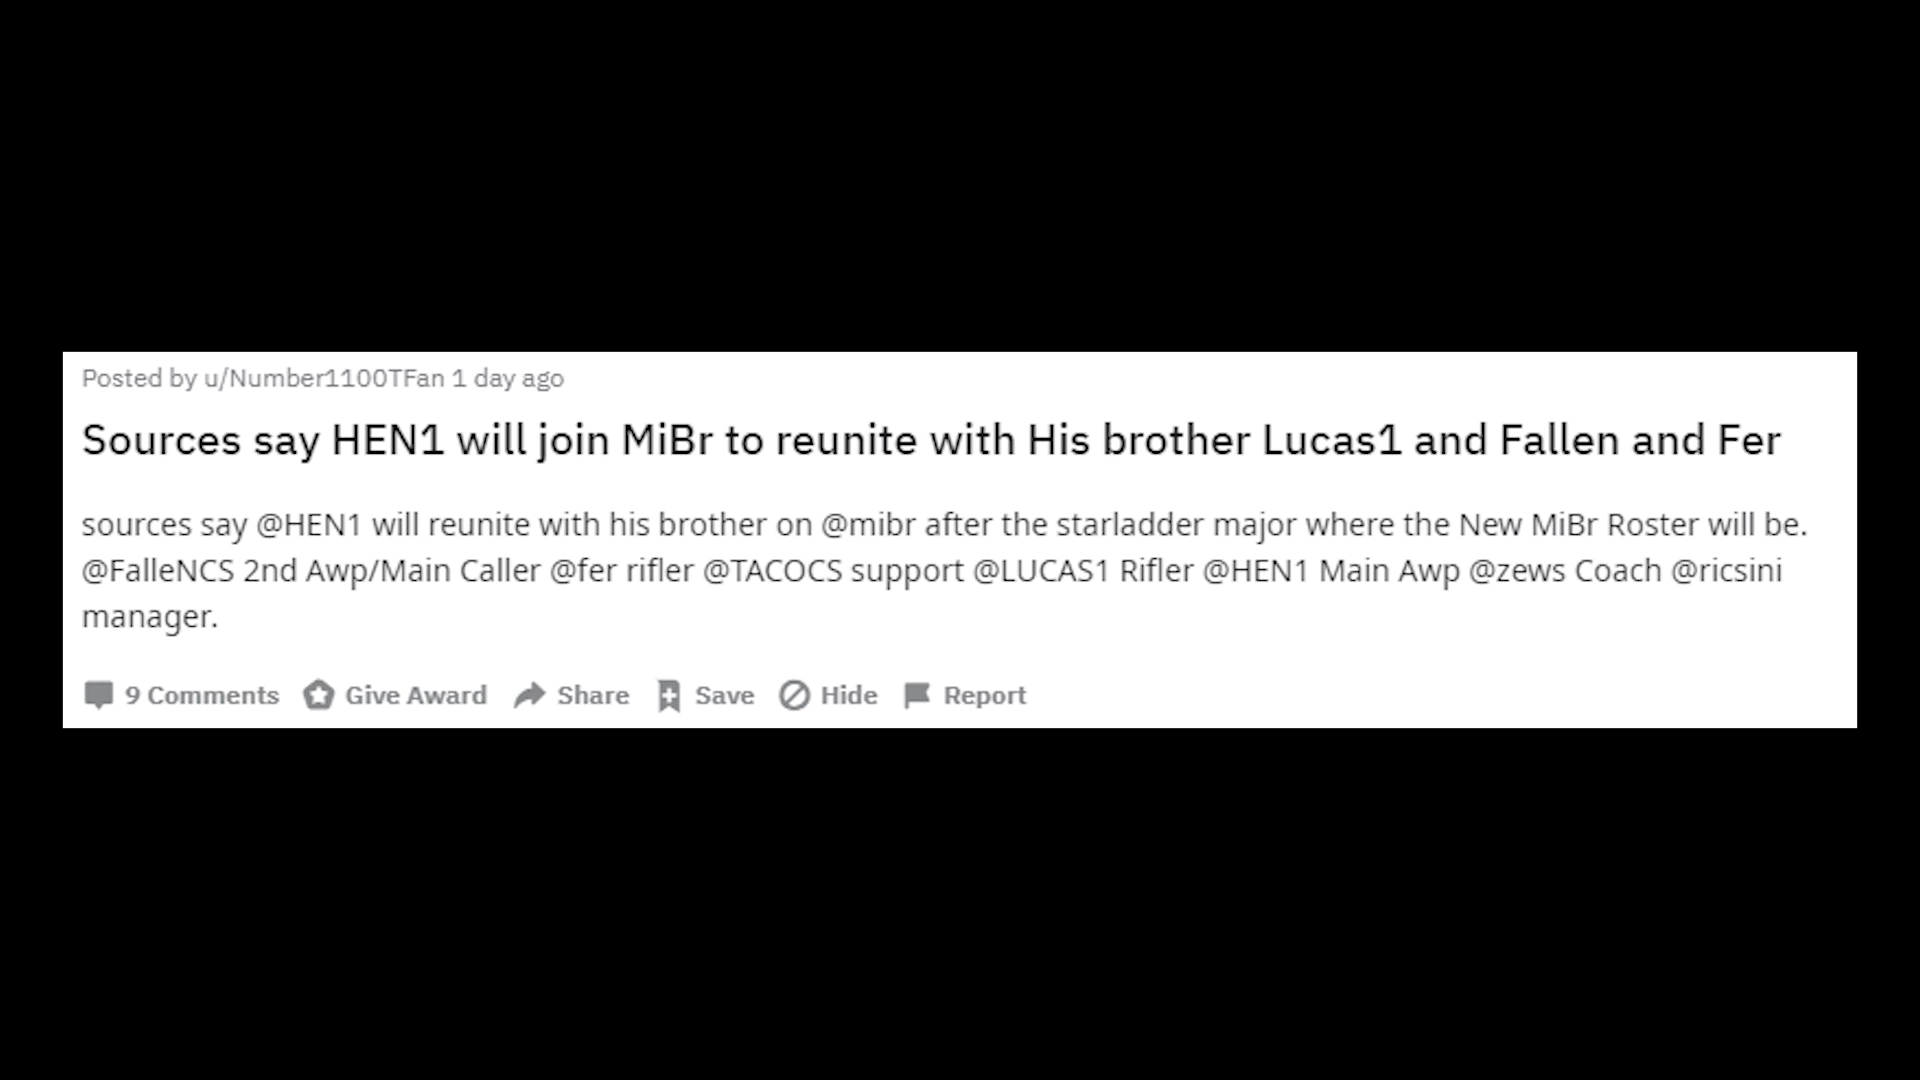 Posted by u/Number1100TFan 1 day ago
Sources say HEN1 will join MiBr to reunite with His brother Lucas1 and Fallen and Fer
sources say @HEN1 will reunite with his brother on @mibr after the starladder major where the New MiBr Roster will be.
@FalleNCS 2nd Awp/Main Caller @fer rifler @TACOCS support @LUCAS1 Rifler @HEN1 Main Awp @zews Coach @ricsini
manager.
9 Comments Give Award Share Save Hide Report